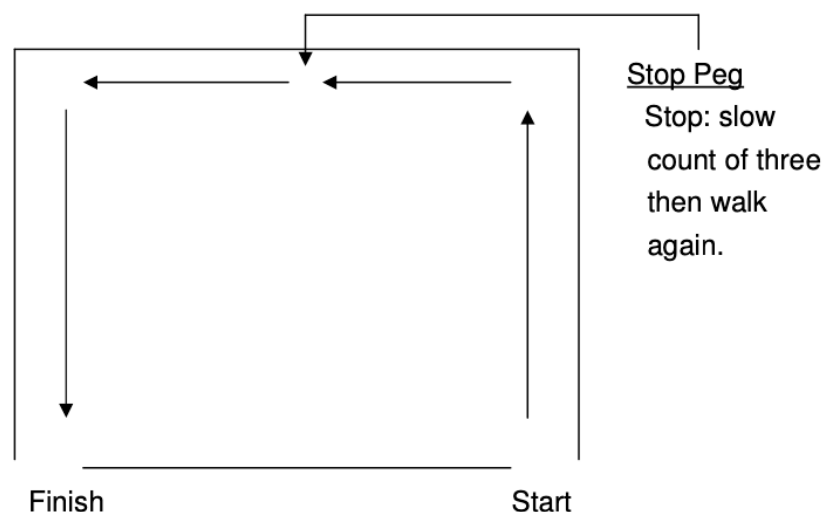 Stop Peg
Stop: slow
count of three
then walk
again.
Finish
Start